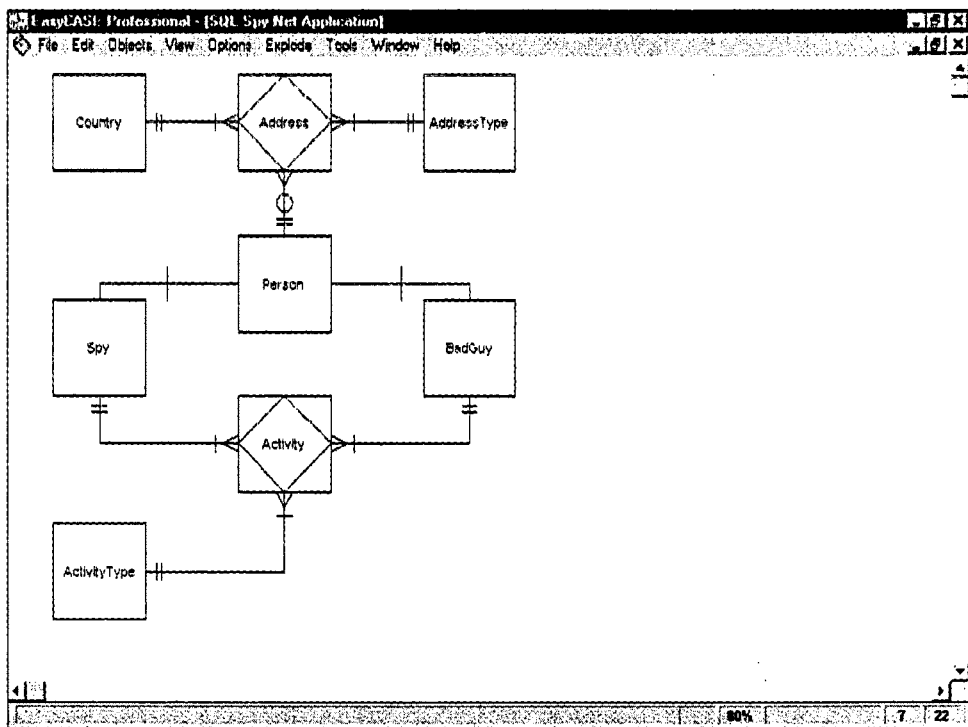 EasyCASE Professional - [SQL Spy Net Application]
File Edit Objects View Options Explode Tools Window Help
Country
Address
AddressType
Person
Spy
BadGuy
Activity
ActivityType
80%
7
22